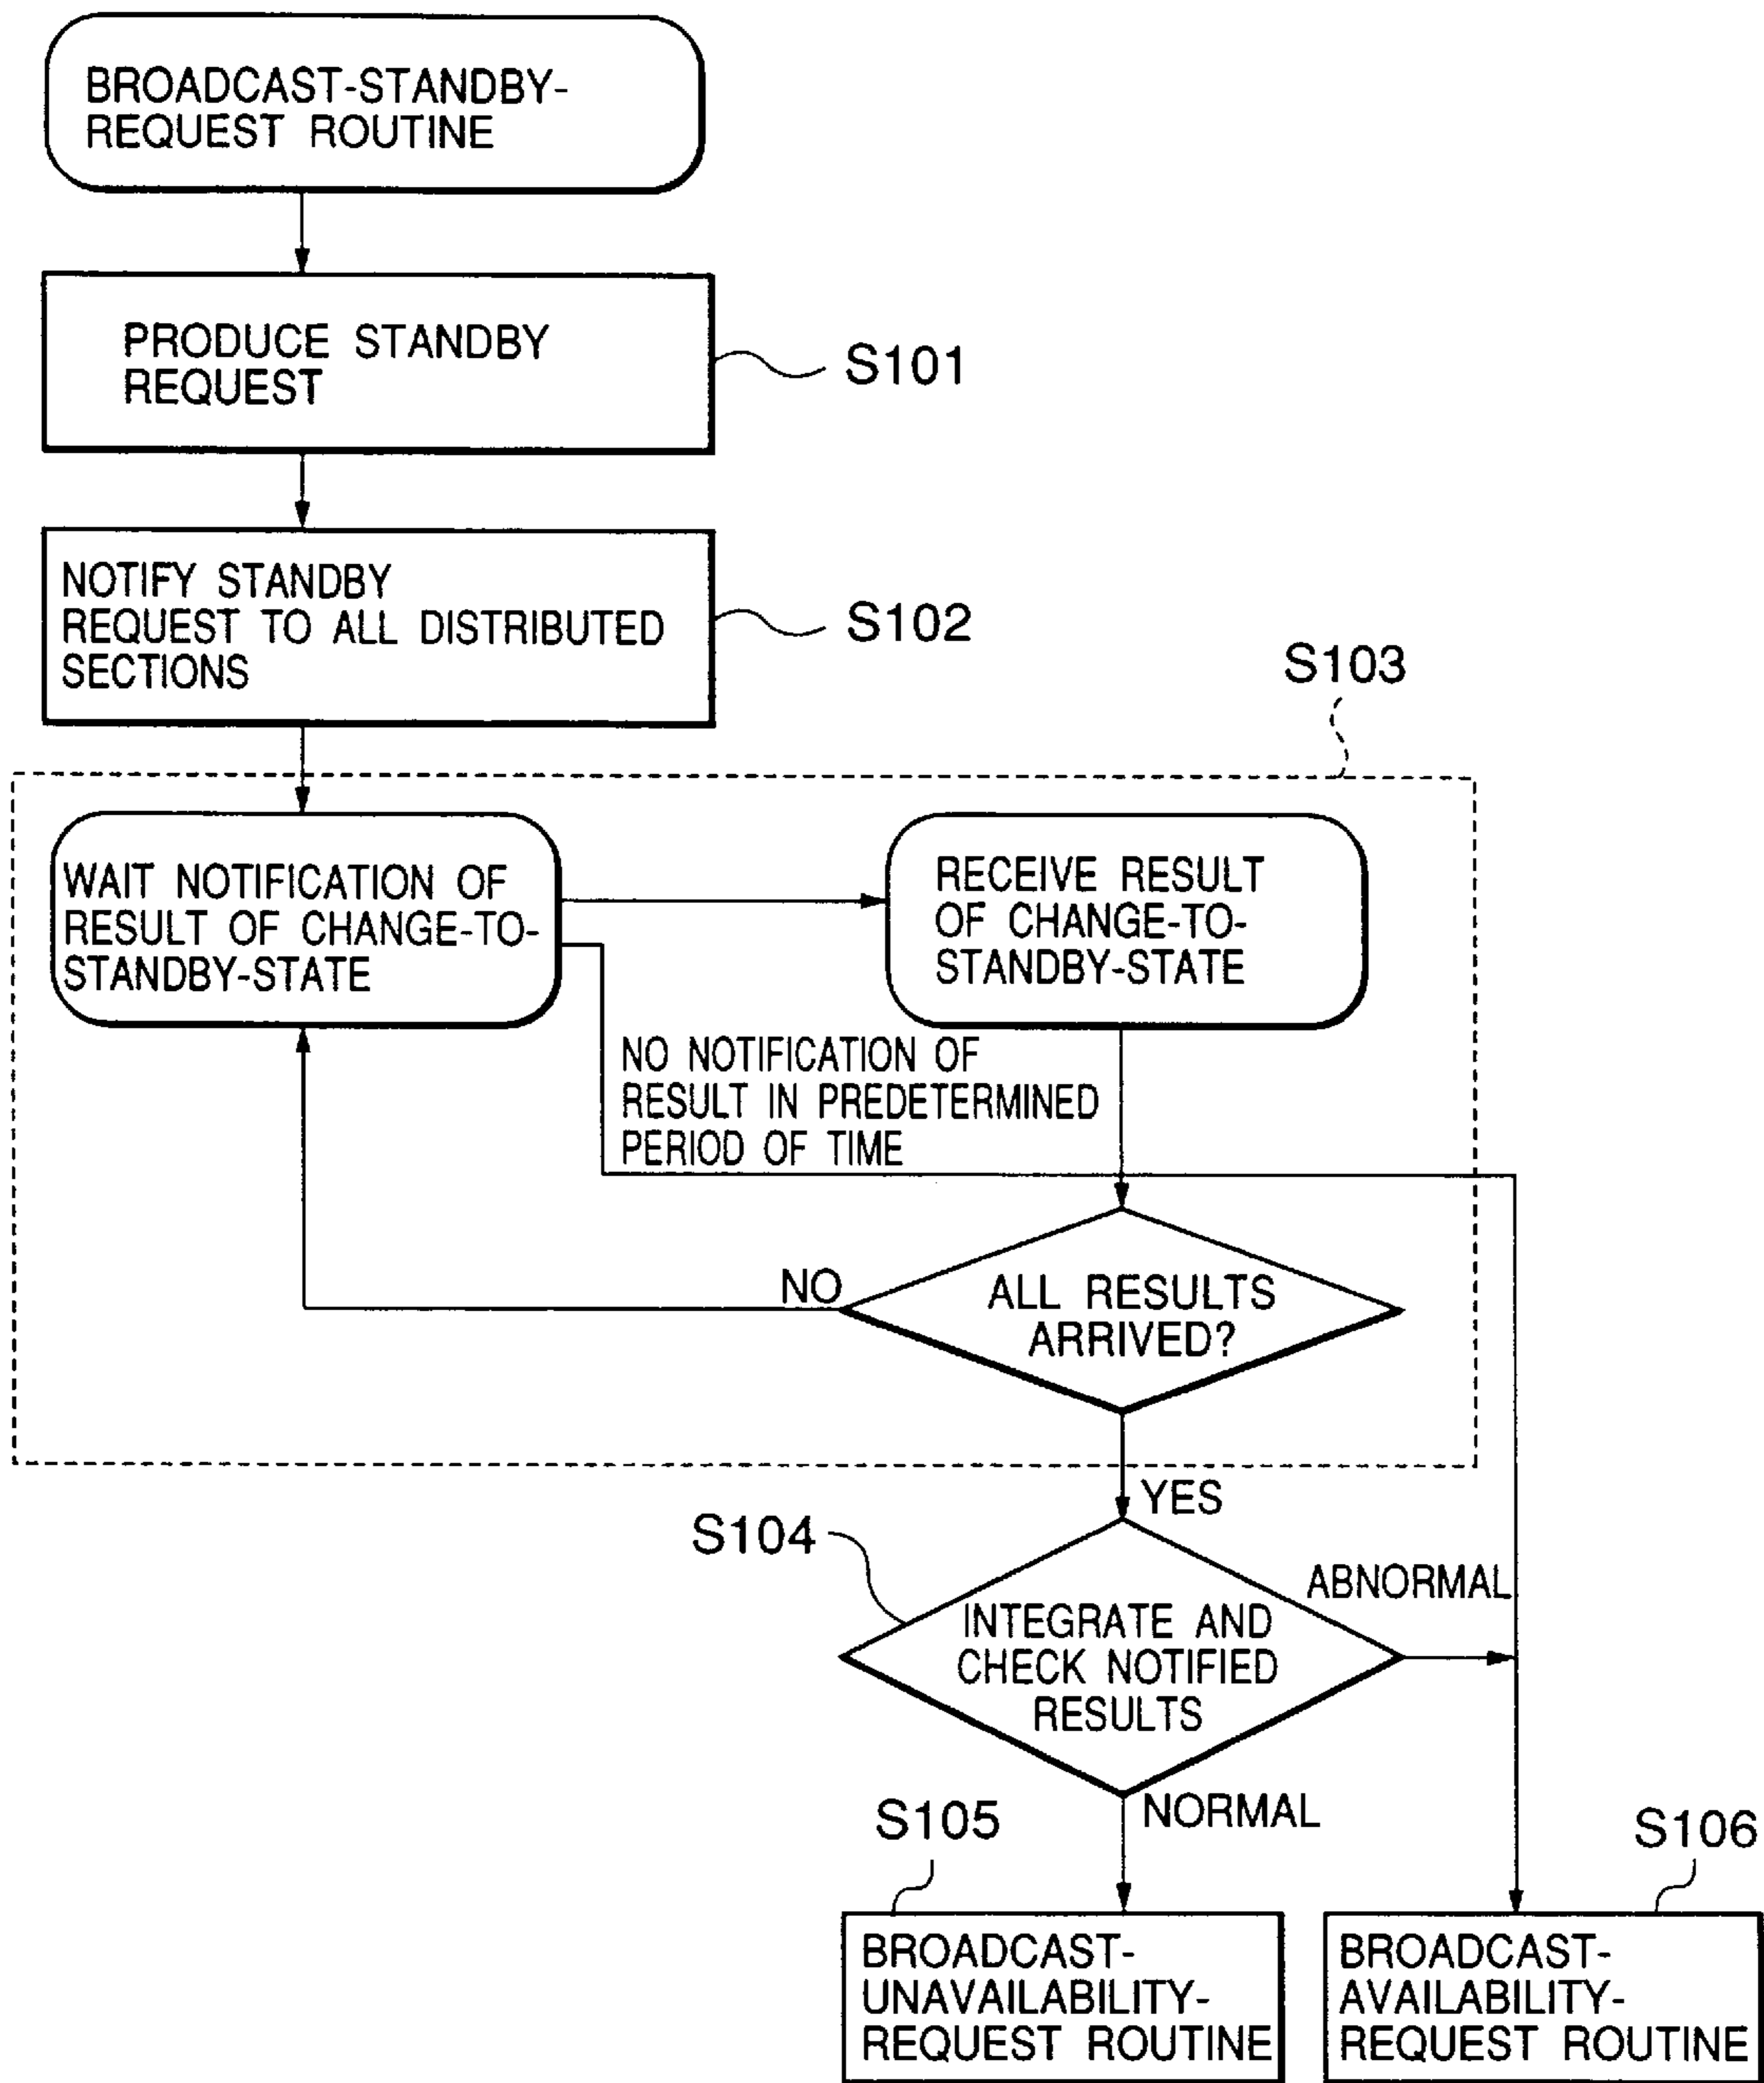 BROADCAST-STANDBY-
REQUEST ROUTINE
PRODUCE STANDBY
REQUEST
S101
NOTIFY STANDBY
REQUEST TO ALL DISTRIBUTED
SECTIONS
S102
S103
WAIT NOTIFICATION OF
RESULT OF CHANGE-TO-
STANDBY-STATE
RECEIVE RESULT
OF CHANGE-TO-
STANDBY-STATE
NO NOTIFICATION OF
RESULT IN PREDETERMINED
PERIOD OF TIME
NO
ALL RESULTS
ARRIVED?
YES
S104
ABNORMAL
INTEGRATE AND
CHECK NOTIFIED
RESULTS
NORMAL
S105
S106
BROADCAST-
UNAVAILABILITY-
REQUEST ROUTINE
BROADCAST-
AVAILABILITY-
REQUEST ROUTINE